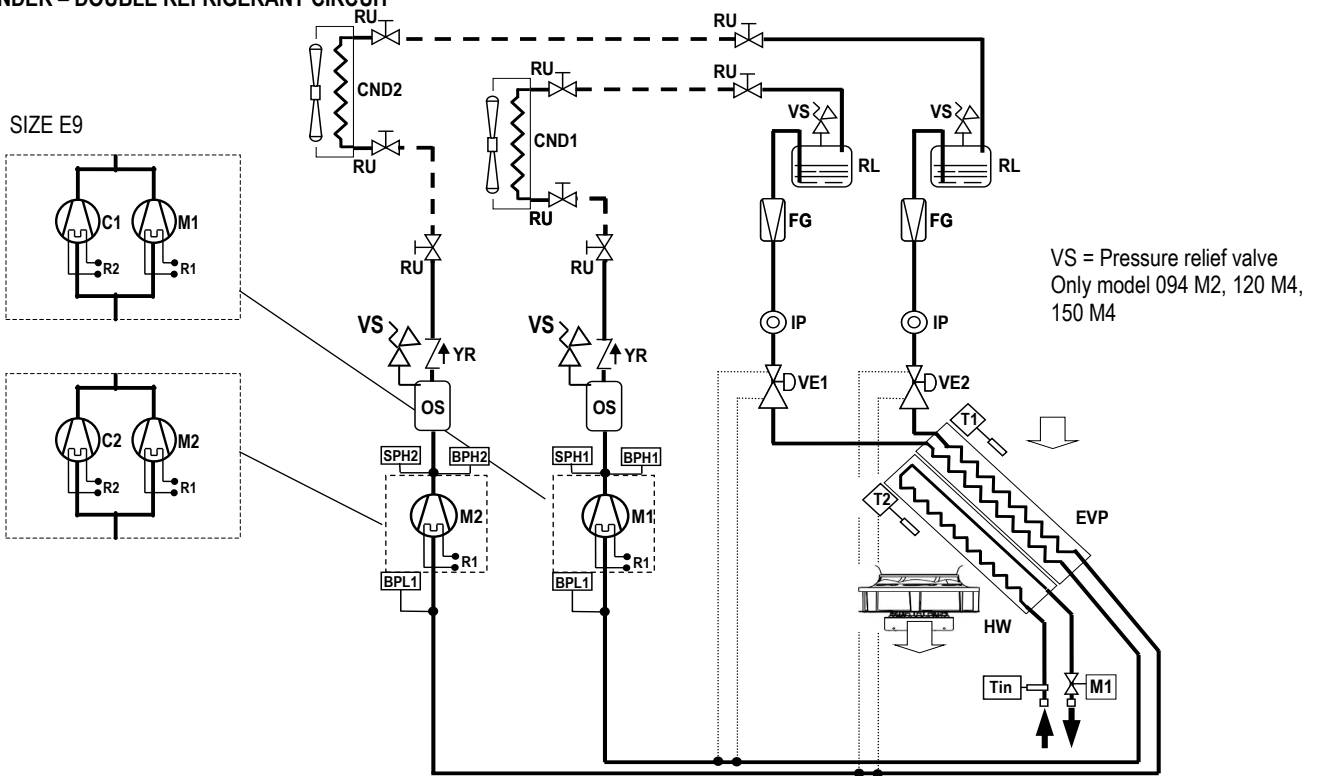 NDER – DOUBLE REFRIGERANT CIRCUIT
RU
RU
CND2
RU
RU
RU
CND1
RU
VS
VS
RL
RL
SIZE E9
C1
M1
R2
R1
RU
RU
FG
FG
VS = Pressure relief valve
Only model 094 M2, 120 M4,
150 M4
VS
YR
VS
YR
IP
IP
OS
OS
VE1
VE2
C2
M2
R2
R1
SPH2
BPH2
SPH1
BPH1
T1
T2
EVP
M2
R1
M1
R1
BPL1
BPL1
HW
Tin
M1